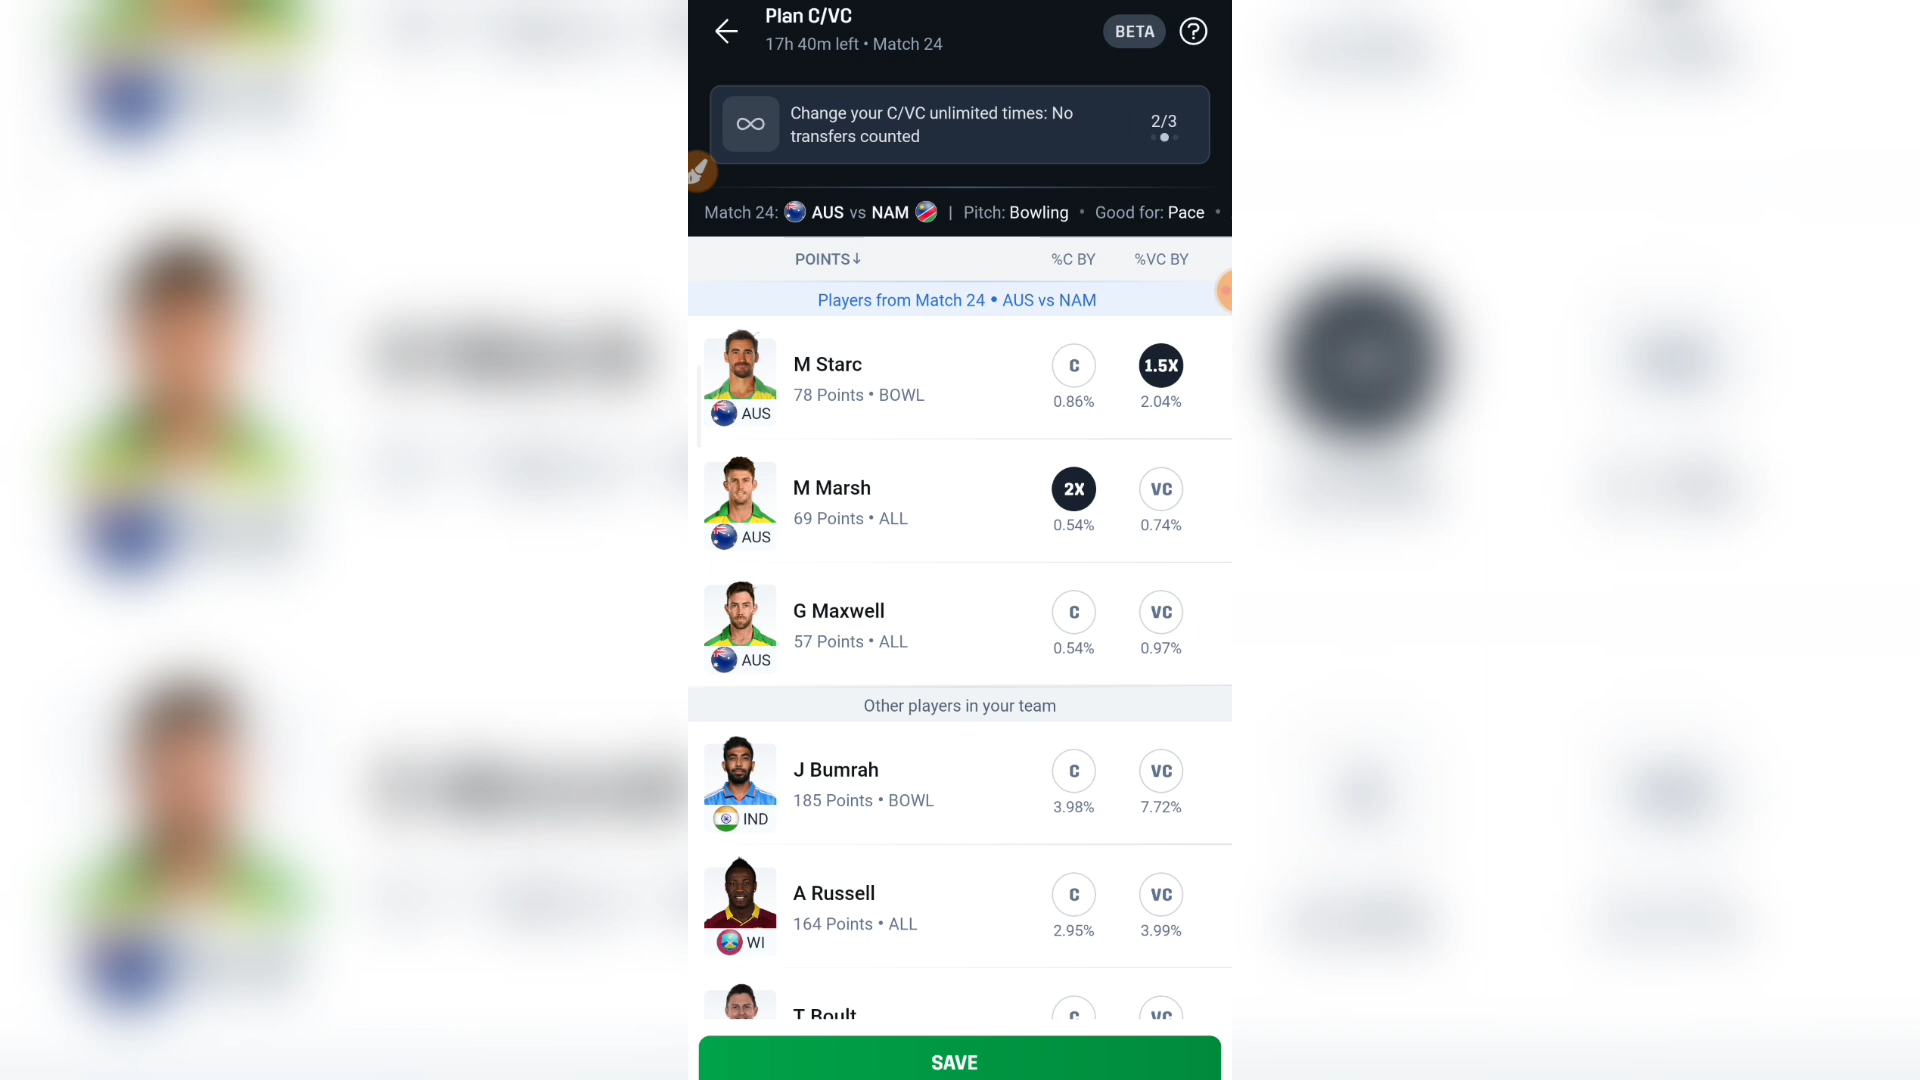 Plan C/VC
17h 40m left • Match 24
BETA
?
Change your C/VC unlimited times: No
transfers counted
2/3
Match 24: AUS vs NAM | Pitch: Bowling • Good for: Pace •
POINTS↓ %C BY %VC BY
Players from Match 24 • AUS vs NAM
M Starc
78 Points • BOWL
AUS
C
0.86%
1.5X
2.04%
M Marsh
69 Points • ALL
AUS
2X
0.54%
VC
0.74%
G Maxwell
57 Points • ALL
AUS
C
0.54%
VC
0.97%
Other players in your team
J Bumrah
185 Points • BOWL
IND
C
3.98%
VC
7.72%
A Russell
164 Points • ALL
WI
C
2.95%
VC
3.99%
T Boult
C
VC
SAVE